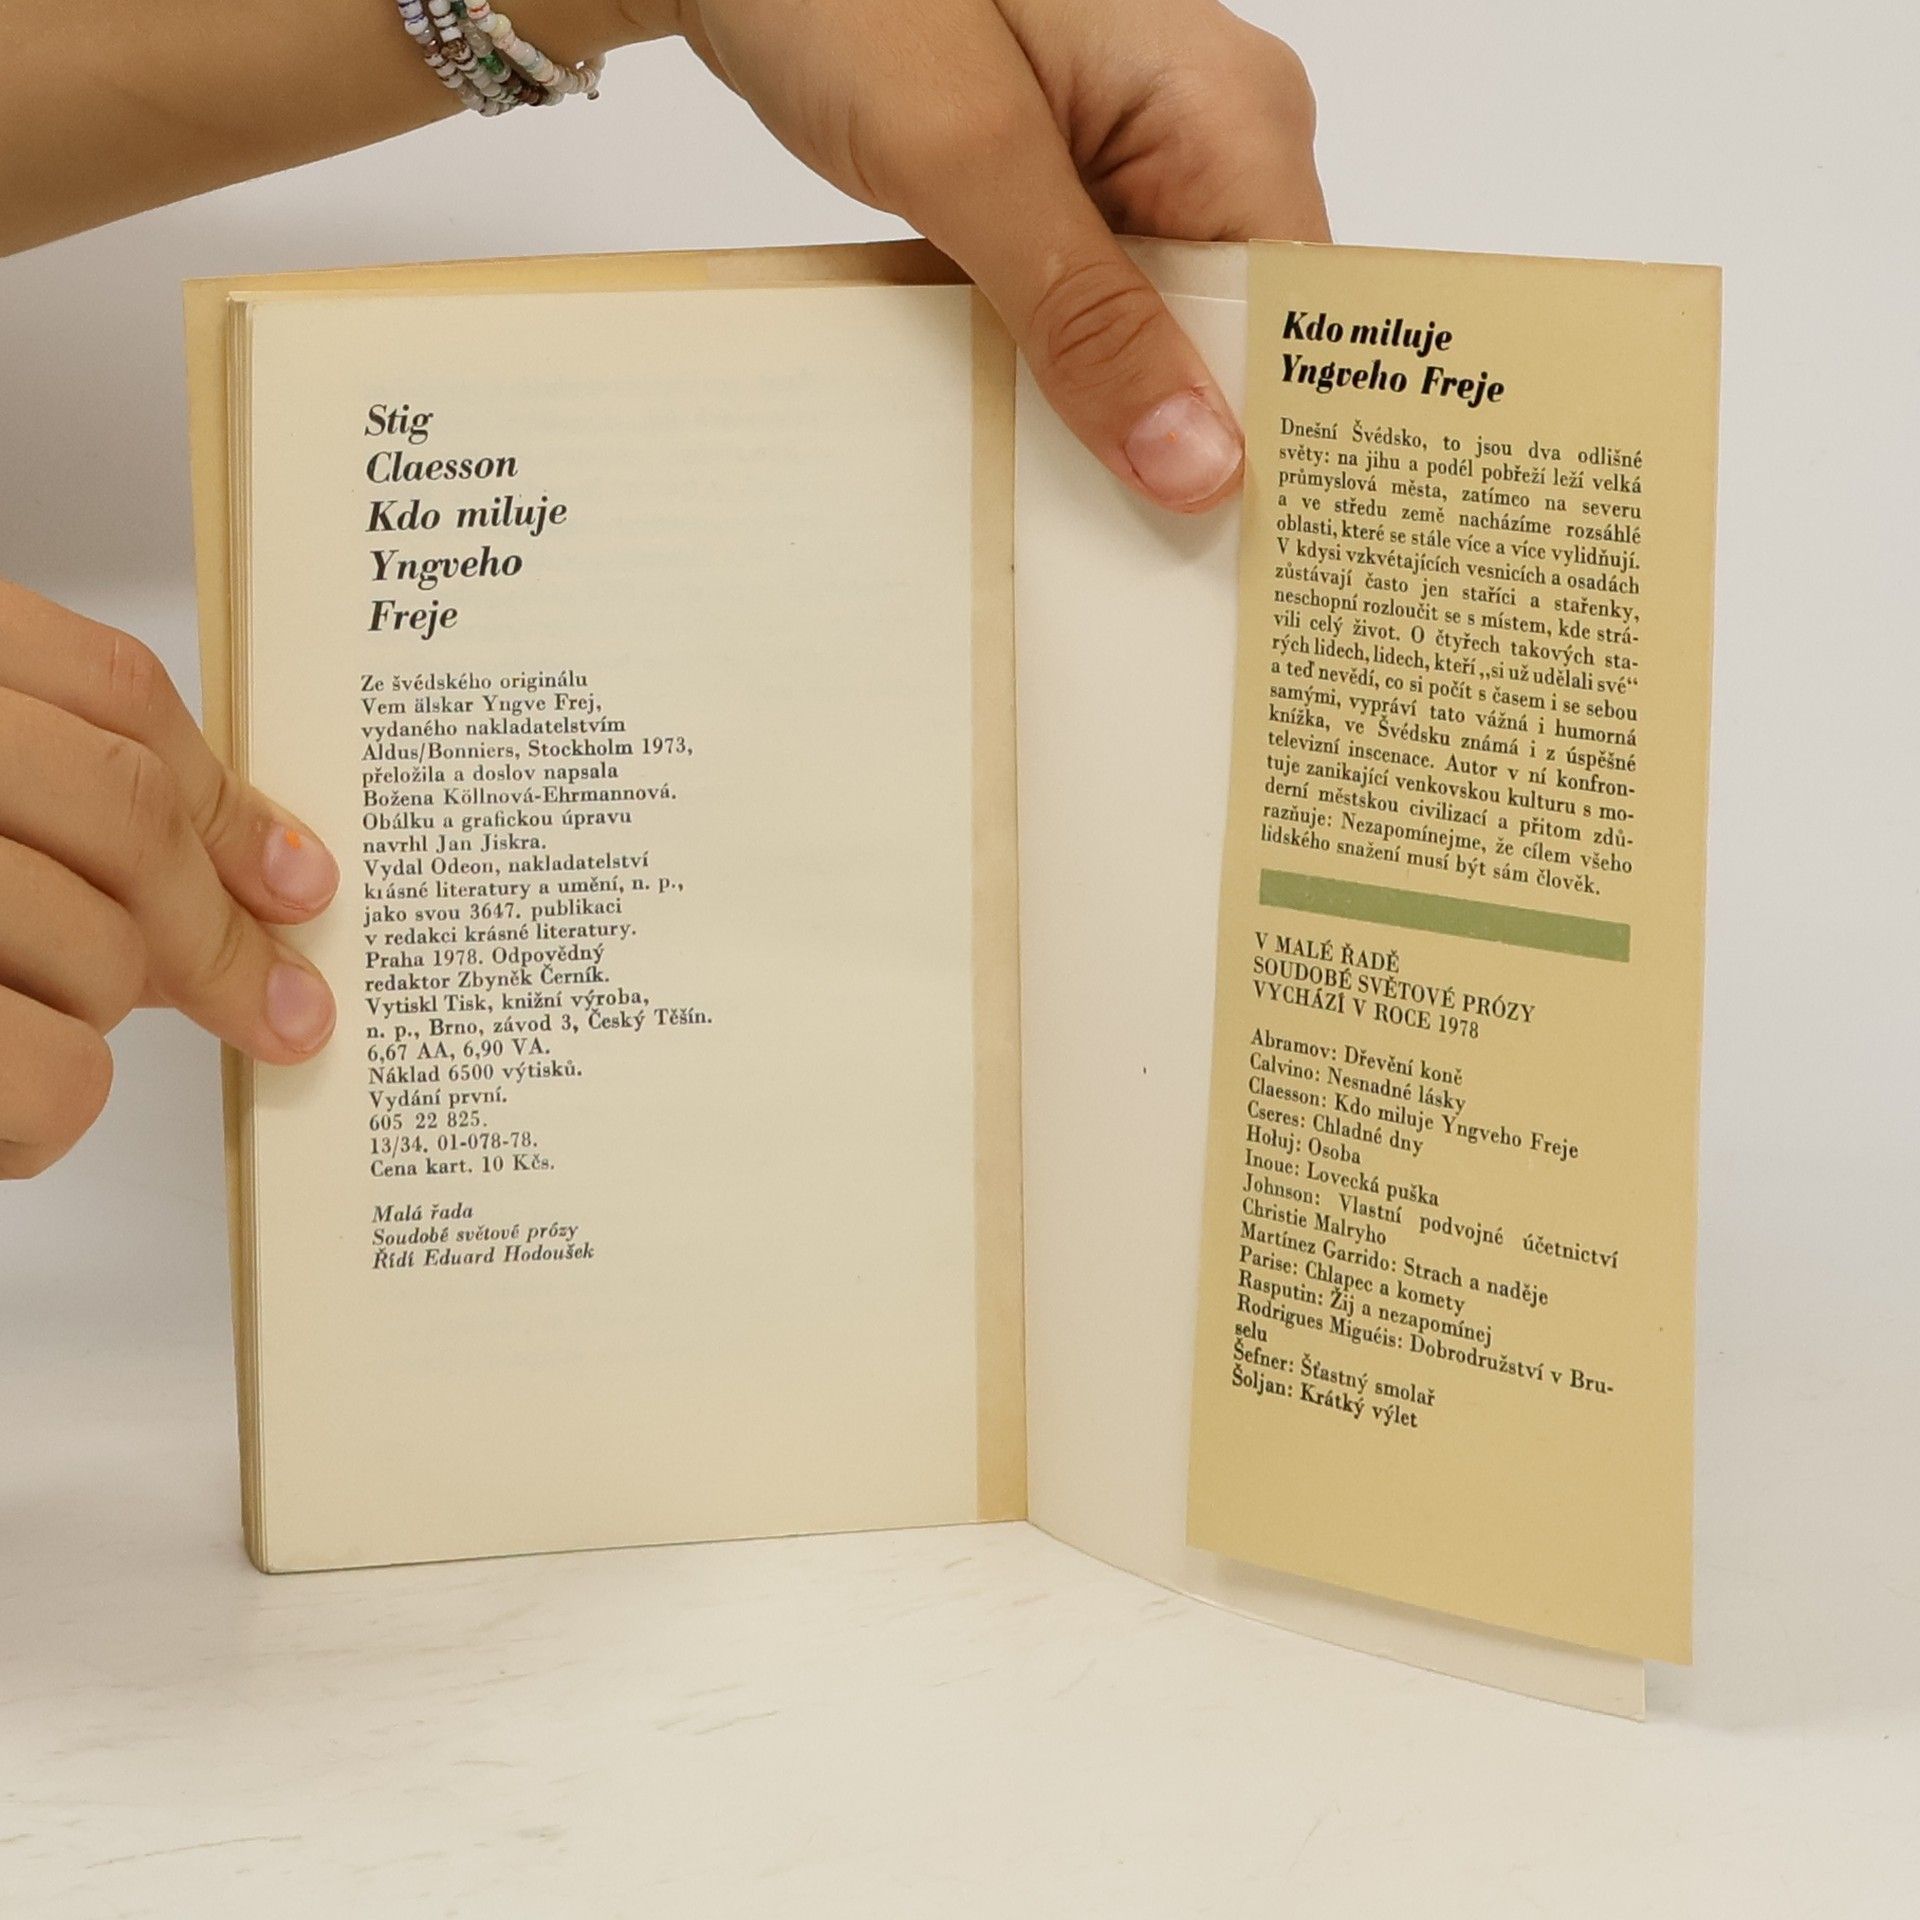 Stig
Claesson
Kdo miluje
Yngveho
Freje
Ze švédského originálu
Vem älskar Yngve Frej,
vydaného nakladatelstvím
Aldus/Bonniers, Stockholm 1973,
přeložila a doslov napsala
Božena Köllnová-Ehrmannová.
Obálku a grafickou úpravu
navrhl Jan Jiskra.
Vydal Odeon, nakladatelství
krásné literatury a umění, n. p.,
jako svou 3647. publikaci
v redakci krásné literatury.
Praha 1978. Odpovědný
redaktor Zbyněk Černík.
Vytiskl Tisk, knižní výroba,
n. p., Brno, závod 3, Český Těšín.
6,67 AA, 6,90 VA.
Náklad 6500 výtisků.
Vydání první.
605 22 825.
13/34. 01-078-78.
Cena kart. 10 Kčs.
Malá řada
Soudobé světové prózy
Řídí Eduard Hodoušek
Kdo miluje
Yngveho Freje
Dnešní Švédsko, to jsou dva odlišné
světy: na jihu a podél pobřeží leží velká
průmyslová města, zatímco na severu
a ve středu země nacházíme rozsáhlé
oblasti, které se stále více a více vylidňují.
V kdysi vzkvétajících vesnicích a osadách
zůstávají často jen staříci a stařenky,
neschopní rozloučit se s místem, kde strá-
vili celý život. O čtyřech takových sta-
rých lidech, lidech, kteří „si už udělali své“
a teď nevědí, co si počít s časem i se sebou
samými, vypráví tato vážná i humorná
knížka, ve Švédsku známá i z úspěšné
televizní inscenace. Autor v ní konfron-
tuje zanikající venkovskou kulturu s mo-
derní městskou civilizací a přitom zdů-
razňuje: Nezapomínejme, že cílem všeho
lidského snažení musí být sám člověk.
V MALÉ ŘADĚ
SOUDOBÉ SVĚTOVÉ PRÓZY
VYCHÁZÍ V ROCE 1978
Abramov: Dřevění koně
Calvino: Nesnadné lásky
Claesson: Kdo miluje Yngveho Freje
Cseres: Chladné dny
Hołuj: Osoba
Inoue: Lovecká puška
Johnson: Vlastní podvojné účetnictví
Christie Malryho
Martínez Garrido: Strach a naděje
Parise: Chlapec a komety
Rasputin: Žij a nezapomínej
Rodrigues Miguéis: Dobrodružství v Bru-
selu
Šefner: Šťastný smolař
Šoljan: Krátký výlet